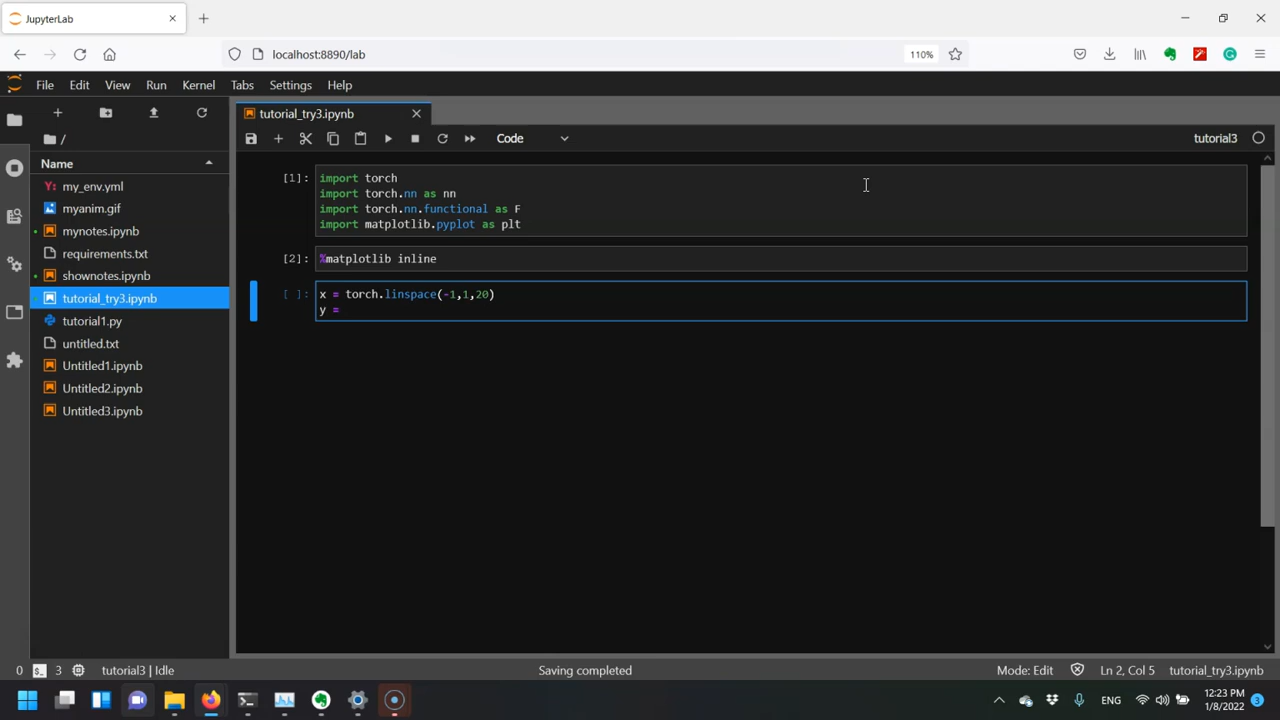 JupyterLab
localhost:8890/lab
110%
File Edit View Run Kernel Tabs Settings Help
tutorial_try3.ipynb
/
Code
tutorial3
Name
my_env.yml
myanim.gif
mynotes.ipynb
requirements.txt
shownotes.ipynb
tutorial_try3.ipynb
tutorial1.py
untitled.txt
Untitled1.ipynb
Untitled2.ipynb
Untitled3.ipynb
[1]: import torch
import torch.nn as nn
import torch.nn.functional as F
import matplotlib.pyplot as plt
[2]: %matplotlib inline
[ ]: x = torch.linspace(-1,1,20)
y =
0 3 tutorial3 | Idle Saving completed Mode: Edit Ln 2, Col 5 tutorial_try3.ipynb
ENG
12:23 PM
1/8/2022
3